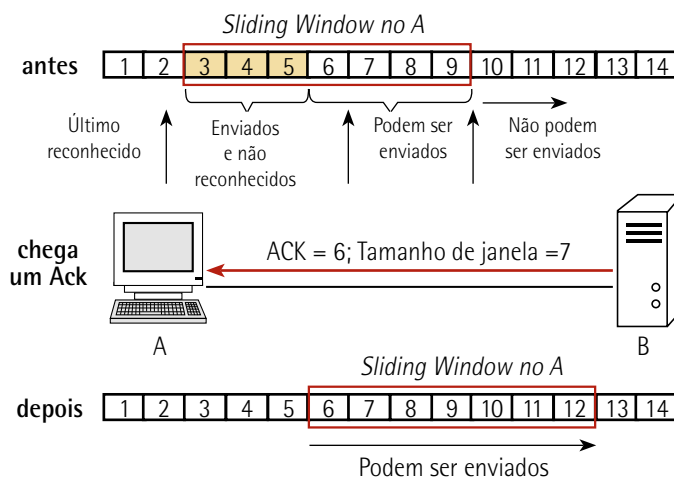 Sliding Window no A
antes 1 2 3 4 5 6 7 8 9 10 11 12 13 14
Último
reconhecido
Enviados
e não
reconhecidos
Podem ser
enviados
Não podem
ser enviados
chega
um Ack
ACK = 6; Tamanho de janela =7
A
B
Sliding Window no A
depois 1 2 3 4 5 6 7 8 9 10 11 12 13 14
Podem ser enviados